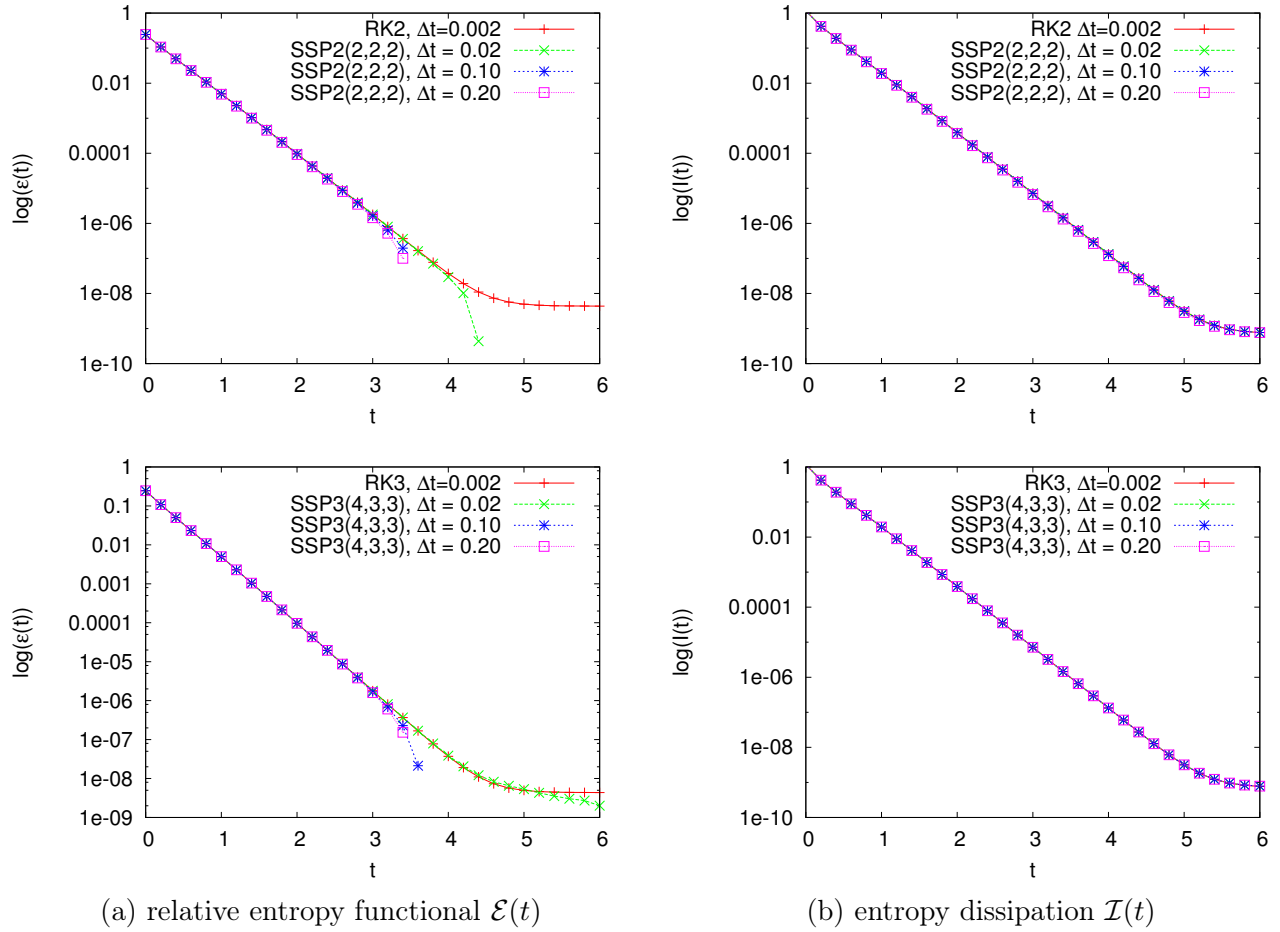 1
0.01
0.0001
1e-06
1e-08
1e-10
0 1 2 3 4 5 6
log(ε(t))
t
RK2, Δt=0.002
SSP2(2,2,2), Δt = 0.02
SSP2(2,2,2), Δt = 0.10
SSP2(2,2,2), Δt = 0.20
1
0.01
0.0001
1e-06
1e-08
1e-10
0 1 2 3 4 5 6
log(I(t))
t
RK2 Δt=0.002
SSP2(2,2,2), Δt = 0.02
SSP2(2,2,2), Δt = 0.10
SSP2(2,2,2), Δt = 0.20
1
0.1
0.01
0.001
0.0001
1e-05
1e-06
1e-07
1e-08
1e-09
0 1 2 3 4 5 6
log(ε(t))
t
RK3, Δt=0.002
SSP3(4,3,3), Δt = 0.02
SSP3(4,3,3), Δt = 0.10
SSP3(4,3,3), Δt = 0.20
1
0.01
0.0001
1e-06
1e-08
1e-10
0 1 2 3 4 5 6
log(I(t))
t
RK3, Δt=0.002
SSP3(4,3,3), Δt = 0.02
SSP3(4,3,3), Δt = 0.10
SSP3(4,3,3), Δt = 0.20
(a) relative entropy functional ℰ(t)
(b) entropy dissipation ℐ(t)